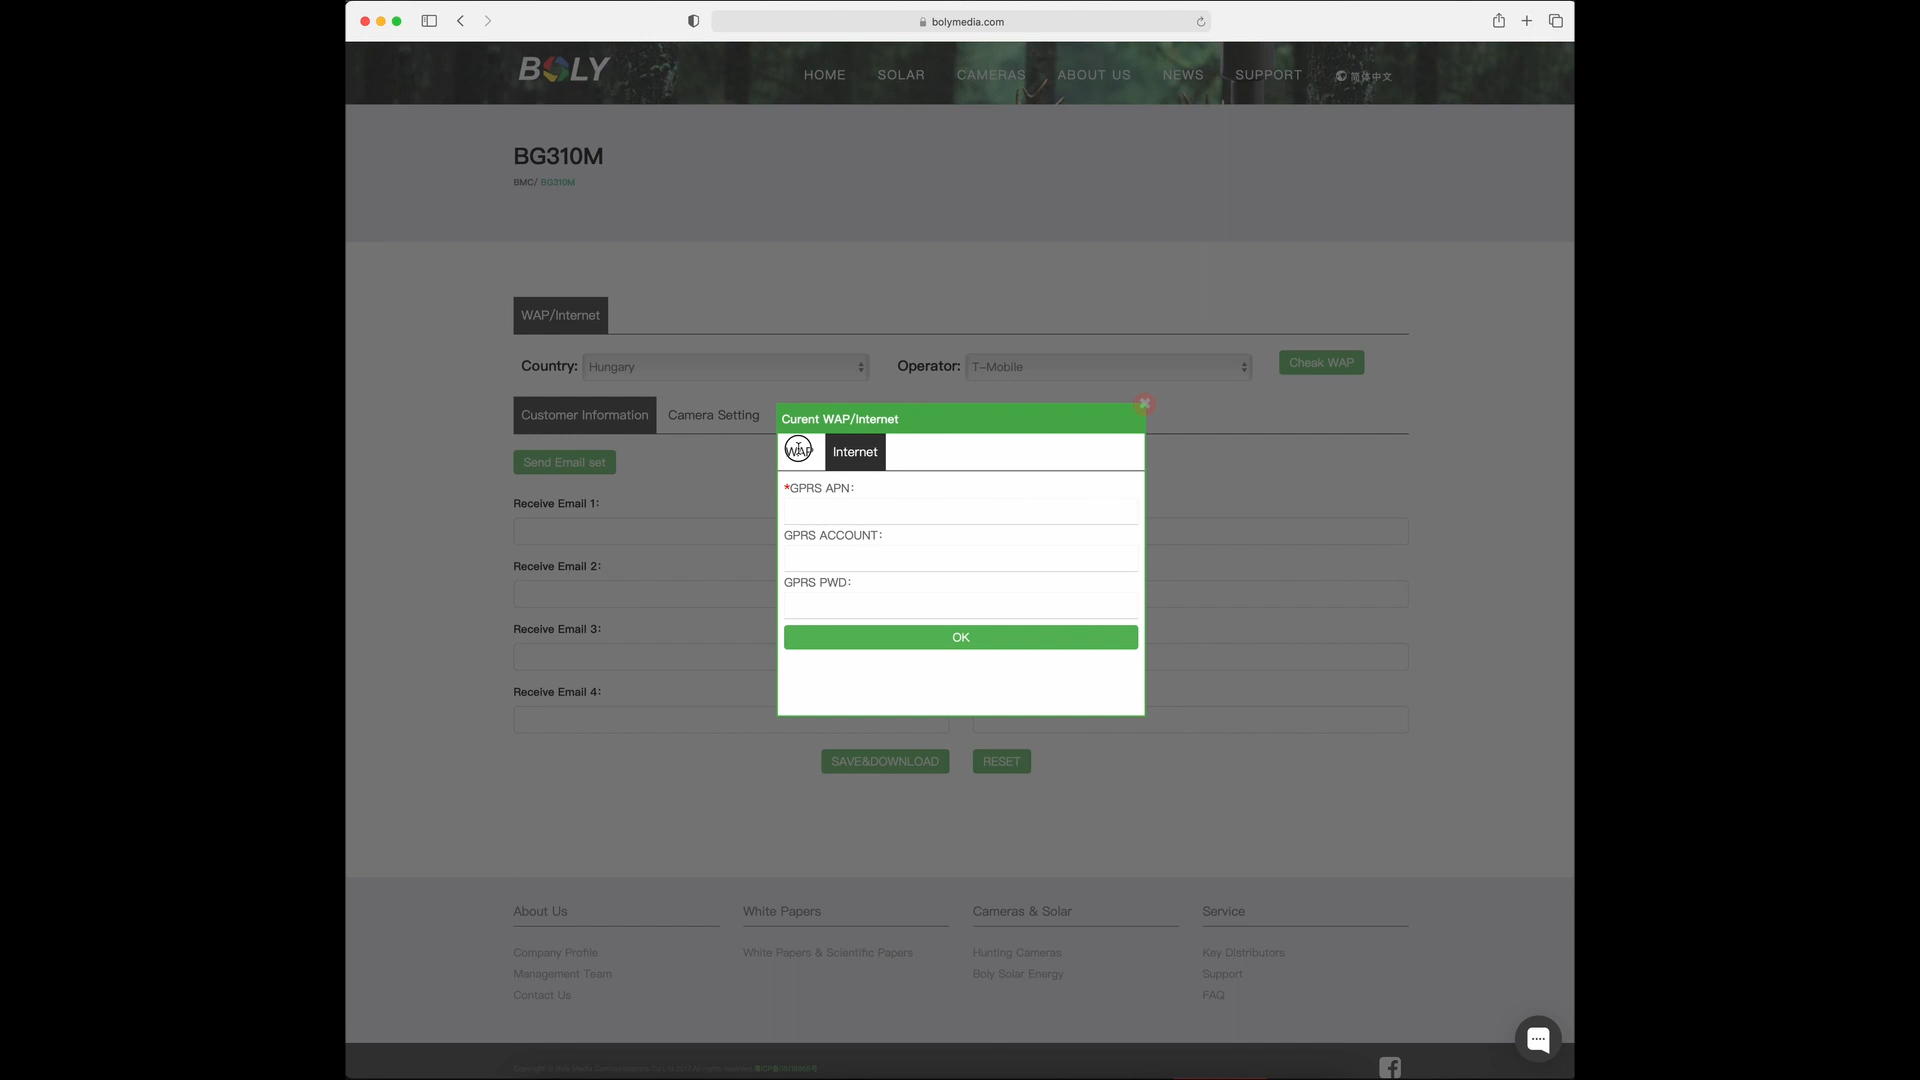 bolymedia.com
BOLY
HOME SOLAR CAMERAS ABOUT US NEWS SUPPORT 简体中文
BG310M
BMC/ BG310M
WAP/Internet
Country: Hungary Operator: T-Mobile Cheak WAP
Customer Information Camera Setting
Curent WAP/Internet
WAP Internet
*GPRS APN:
GPRS ACCOUNT:
GPRS PWD:
OK
Send Email set
Receive Email 1:
Receive Email 2:
Receive Email 3:
Receive Email 4:
SAVE&DOWNLOAD RESET
About Us White Papers Cameras & Solar Service
Company Profile White Papers & Scientific Papers Hunting Cameras Key Distributors
Management Team Boly Solar Energy Support
Contact Us FAQ